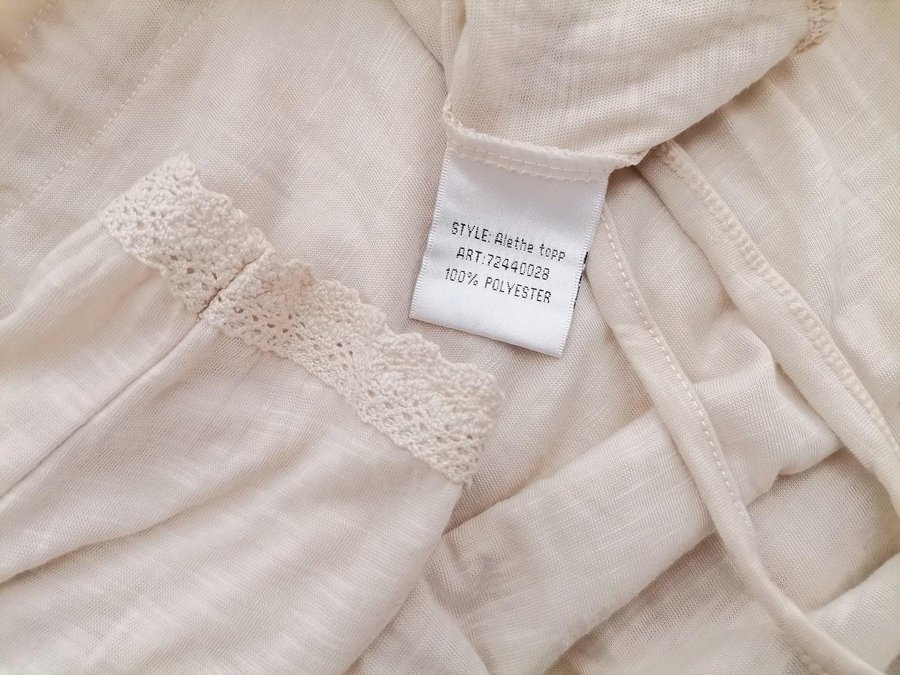 STYLE: Alethe topp
ART:72440028
100% POLYESTER